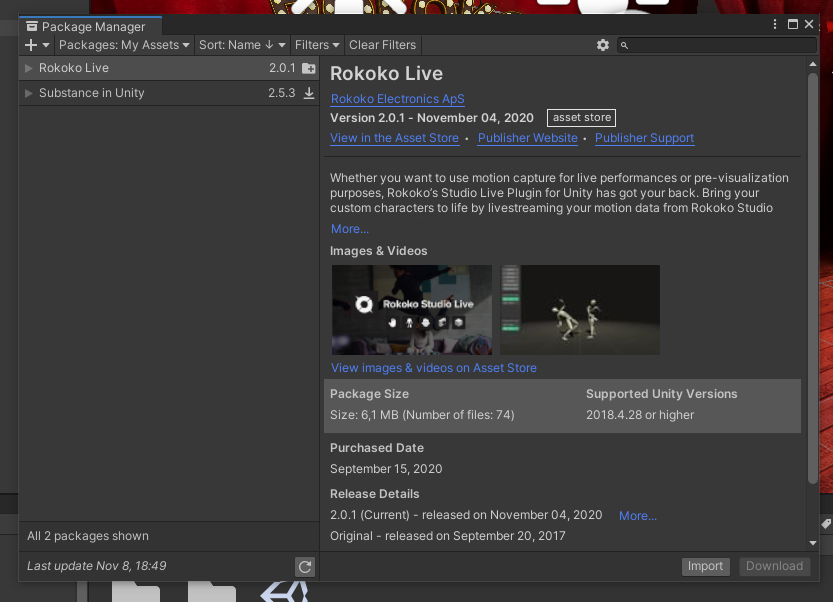 Package Manager
Packages: My Assets
Sort: Name ↓
Filters
Clear Filters
Rokoko Live 2.0.1
Substance in Unity 2.5.3
All 2 packages shown
Last update Nov 8, 18:49
Rokoko Live
Rokoko Electronics ApS
Version 2.0.1 - November 04, 2020 asset store
View in the Asset Store • Publisher Website • Publisher Support
Whether you want to use motion capture for live performances or pre-visualization
purposes, Rokoko's Studio Live Plugin for Unity has got your back. Bring your
custom characters to life by livestreaming your motion data from Rokoko Studio
More...
Images & Videos
Rokoko Studio Live
View images & videos on Asset Store
Package Size Supported Unity Versions
Size: 6,1 MB (Number of files: 74) 2018.4.28 or higher
Purchased Date
September 15, 2020
Release Details
2.0.1 (Current) - released on November 04, 2020 More...
Original - released on September 20, 2017
Import Download